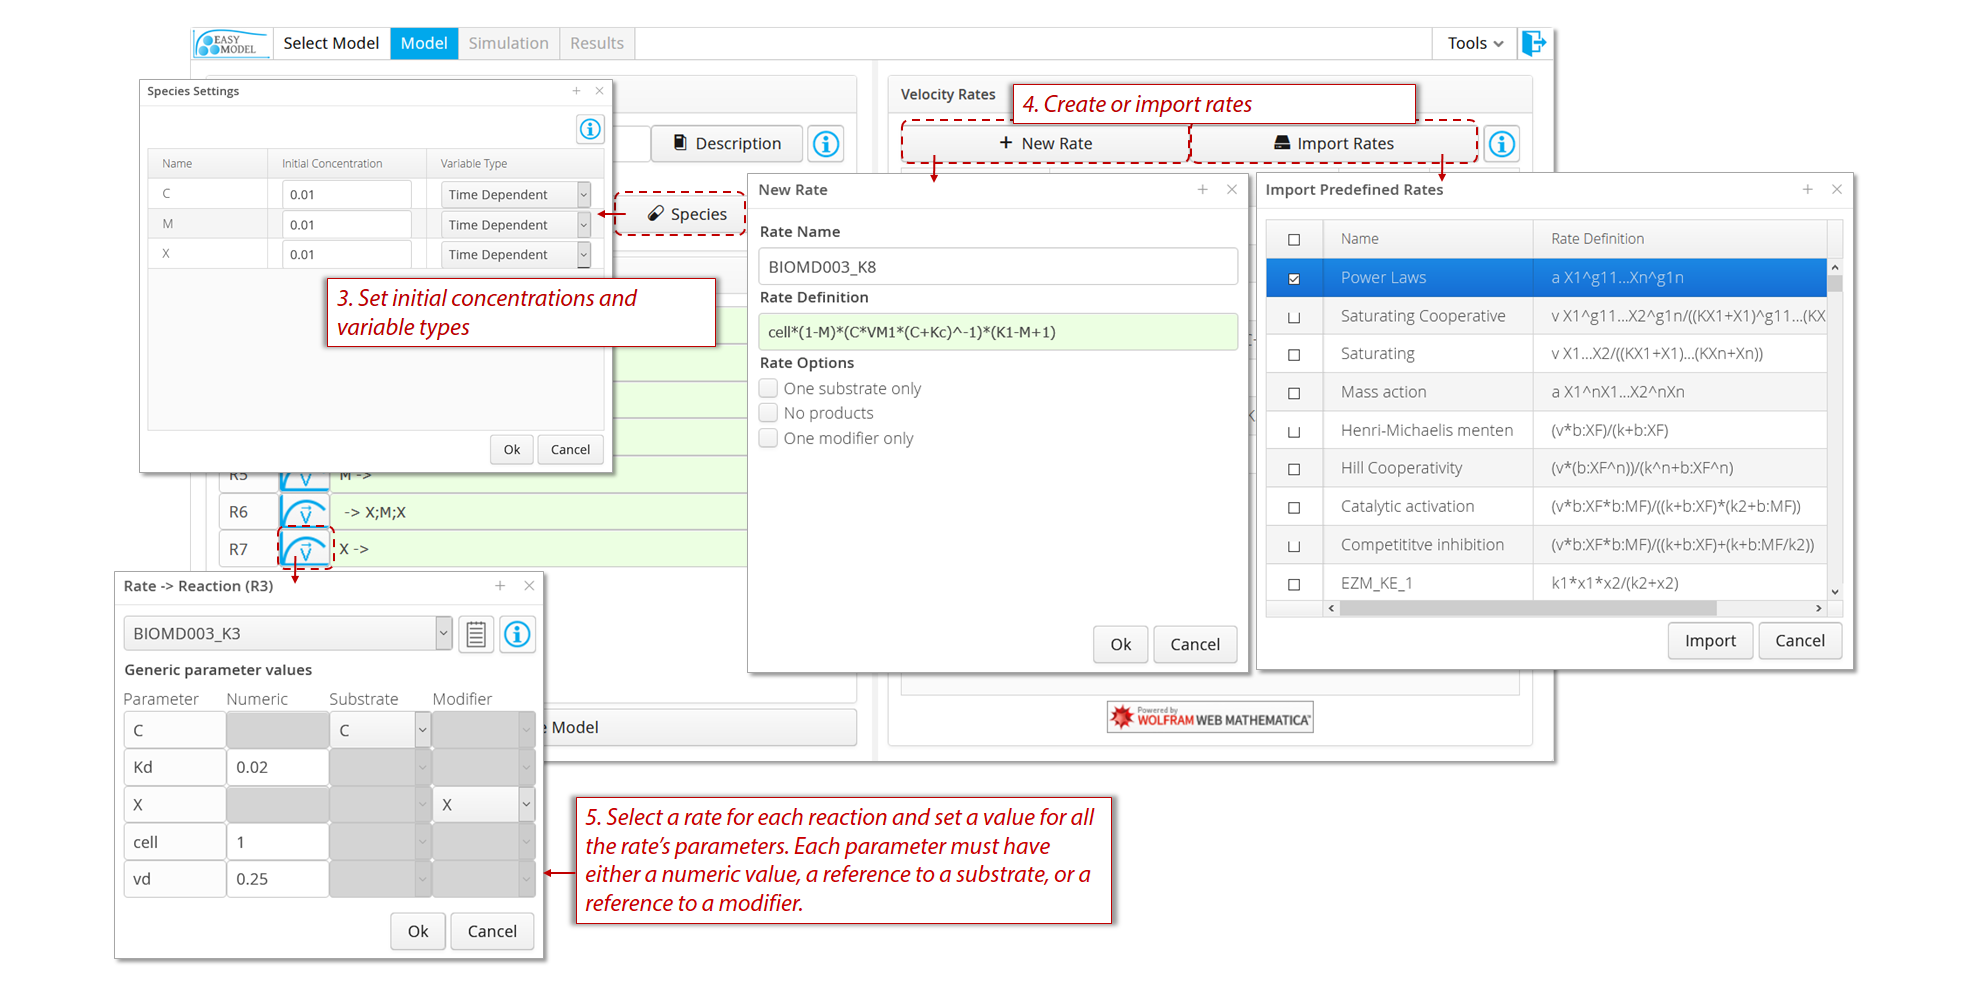 EASY
MODEL
Select Model
Model
Simulation
Results
Tools
Species Settings
Name
Initial Concentration
Variable Type
C
0.01
Time Dependent
M
0.01
Time Dependent
X
0.01
Time Dependent
Ok
Cancel
Description
Species
3. Set initial concentrations and
variable types
R5
M ->
R6
-> X;M;X
R7
X ->
Velocity Rates
4. Create or import rates
+ New Rate
Import Rates
New Rate
Rate Name
BIOMD003_K8
Rate Definition
cell*(1-M)*(C*VM1*(C+Kc)^-1)*(K1-M+1)
Rate Options
One substrate only
No products
One modifier only
Ok
Cancel
Import Predefined Rates
Name
Rate Definition
Power Laws
a X1^g11...Xn^g1n
Saturating Cooperative
v X1^g11...X2^g1n/((KX1+X1)^g11...(KX
Saturating
v X1...X2/((KX1+X1)...(KXn+Xn))
Mass action
a X1^nX1...X2^nXn
Henri-Michaelis menten
(v*b:XF)/(k+b:XF)
Hill Cooperativity
(v*(b:XF^n))/(k^n+b:XF^n)
Catalytic activation
(v*b:XF*b:MF)/((k+b:XF)*(k2+b:MF))
Competititve inhibition
(v*b:XF*b:MF)/((k+b:XF)+(k+b:MF/k2))
EZM_KE_1
k1*x1*x2/(k2+x2)
Import
Cancel
Rate -> Reaction (R3)
BIOMD003_K3
Generic parameter values
Parameter
Numeric
Substrate
Modifier
C
C
Kd
0.02
X
X
cell
1
vd
0.25
Ok
Cancel
Model
Powered by
WOLFRAM WEB MATHEMATICA
5. Select a rate for each reaction and set a value for all
the rate's parameters. Each parameter must have
either a numeric value, a reference to a substrate, or a
reference to a modifier.